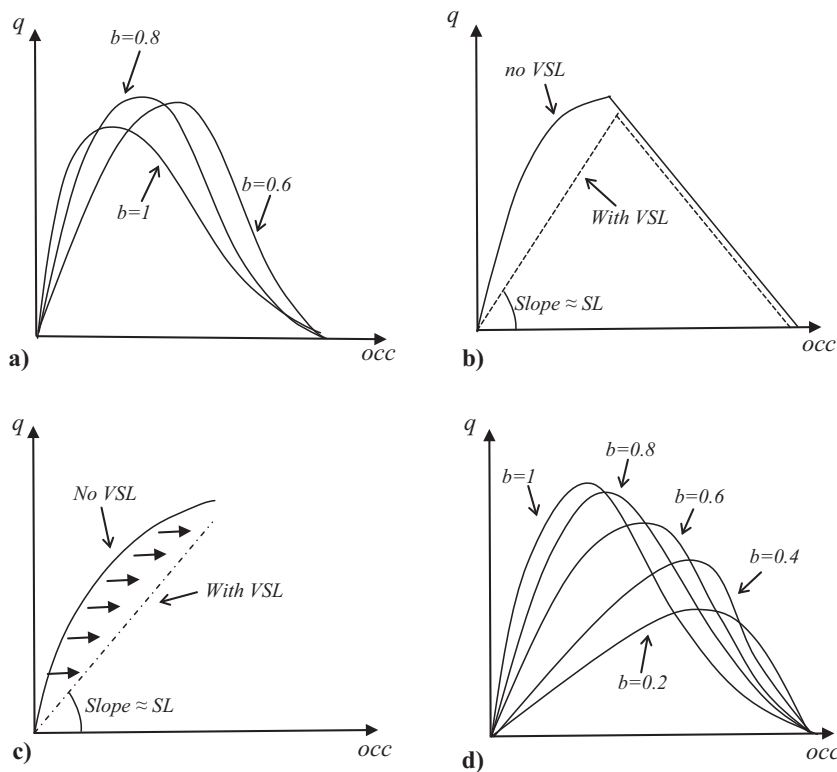 q
b=0.8
b=0.6
b=1
occ
a)
q
no VSL
With VSL
Slope ≈ SL
occ
b)
q
No VSL
With VSL
Slope ≈ SL
occ
c)
q
b=1
b=0.8
b=0.6
b=0.4
b=0.2
occ
d)